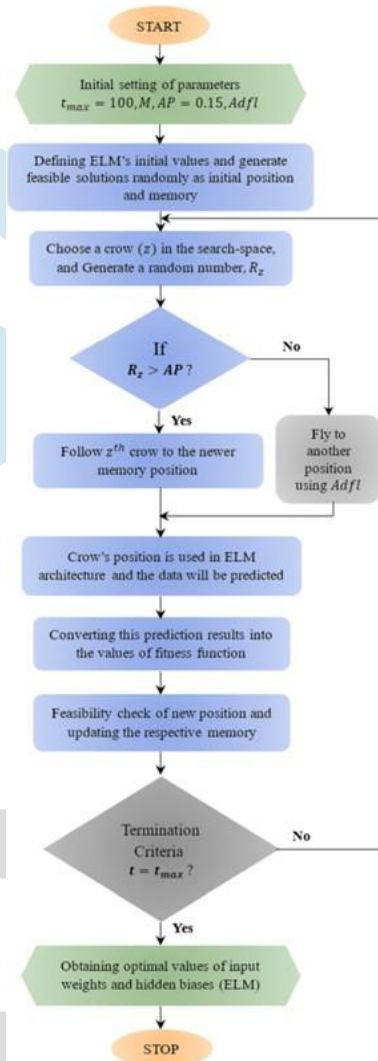 START
Initial setting of parameters
t_max = 100, M, AP = 0.15, Adfl
Defining ELM's initial values and generate
feasible solutions randomly as initial position
and memory
Choose a crow (z) in the search-space,
and Generate a random number, R_z
If
R_z > AP ?
No
Yes
Follow z^th crow to the newer
memory position
Fly to
another
position
using Adfl
Crow's position is used in ELM
architecture and the data will be predicted
Converting this prediction results into
the values of fitness function
Feasibility check of new position and
updating the respective memory
Termination
Criteria
t = t_max ?
No
Yes
Obtaining optimal values of input
weights and hidden biases (ELM)
STOP